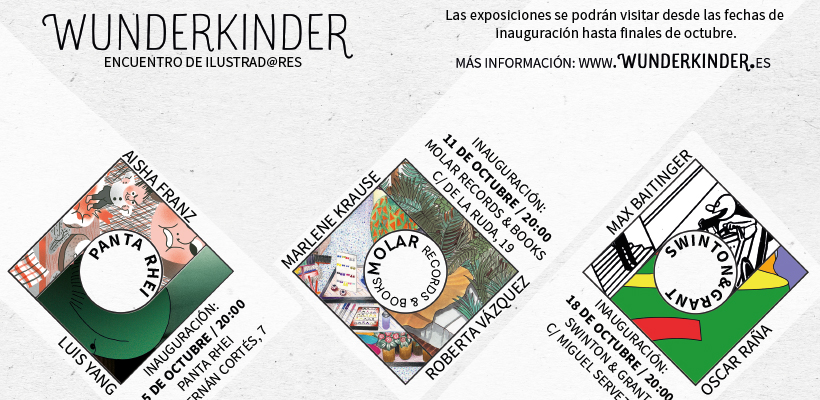 WUNDERKINDER
ENCUENTRO DE ILUSTRAD@RES
Las exposiciones se podrán visitar desde las fechas de
inauguración hasta finales de octubre.
MÁS INFORMACIÓN: WWW.WUNDERKINDER.ES
AISHA FRANZ
PANTA RHEI
LUIS YANG
INAUGURACIÓN:
5 DE OCTUBRE / 20:00
PANTA RHEI
ERNÁN CORTÉS, 7
MARLENE KRAUSE
MOLAR RECORDS & BOOKS
ROBERTA VÁZQUEZ
INAUGURACIÓN:
11 DE OCTUBRE / 20:00
MOLAR RECORDS & BOOKS
C/ DE LA RUDA, 19
MAX BAITINGER
SWINTON&GRANT
OSCAR RAÑA
INAUGURACIÓN:
18 DE OCTUBRE / 20:00
SWINTON & GRANT
C/ MIGUEL SERVET